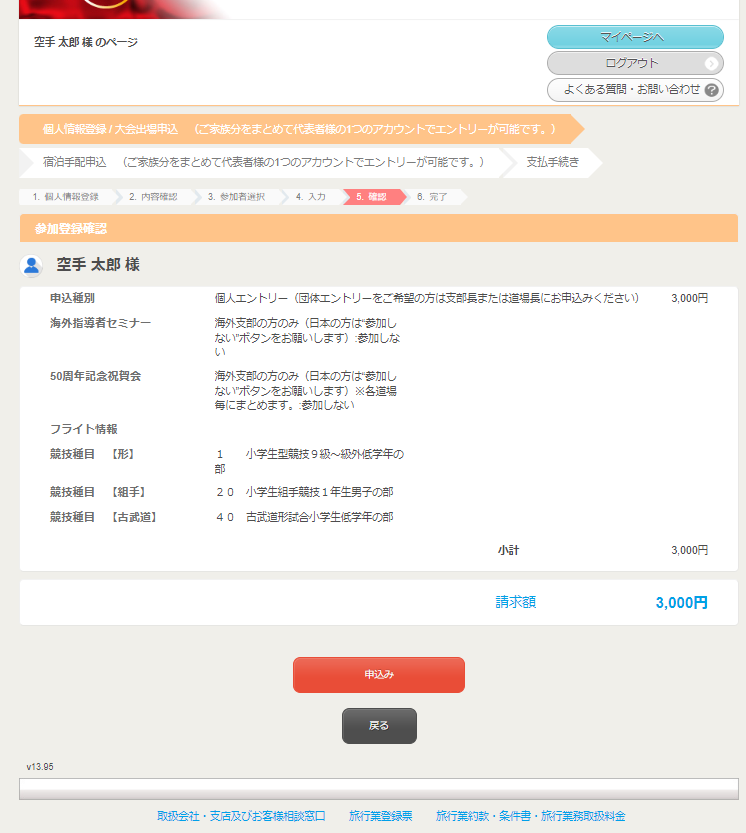 空手 太郎 様 のページ
マイページへ
ログアウト
よくある質問・お問い合わせ ?
個人情報登録 / 大会出場申込　（ご家族分をまとめて代表者様の1つのアカウントでエントリーが可能です。）
宿泊手配申込　（ご家族分をまとめて代表者様の1つのアカウントでエントリーが可能です。） 支払手続き
1. 個人情報登録 2. 内容確認 3. 参加者選択 4. 入力 5. 確認 6. 完了
参加登録確認
空手 太郎 様
申込種別 個人エントリー（団体エントリーをご希望の方は支部長または道場長にお申込みください） 3,000円
海外指導者セミナー 海外支部の方のみ（日本の方は“参加し
ない”ボタンをお願いします）:参加しな
い
50周年記念祝賀会 海外支部の方のみ（日本の方は“参加し
ない”ボタンをお願いします）※各道場
毎にまとめます。:参加しない
フライト情報
競技種目　【形】 １　　小学生型競技９級～級外低学年の
部
競技種目　【組手】 ２０　小学生組手競技１年生男子の部
競技種目　【古武道】 ４０　古武道形試合小学生低学年の部
小計 3,000円
請求額 3,000円
申込み
戻る
v13.95
取扱会社・支店及びお客様相談窓口 旅行業登録票 旅行業約款・条件書・旅行業務取扱料金